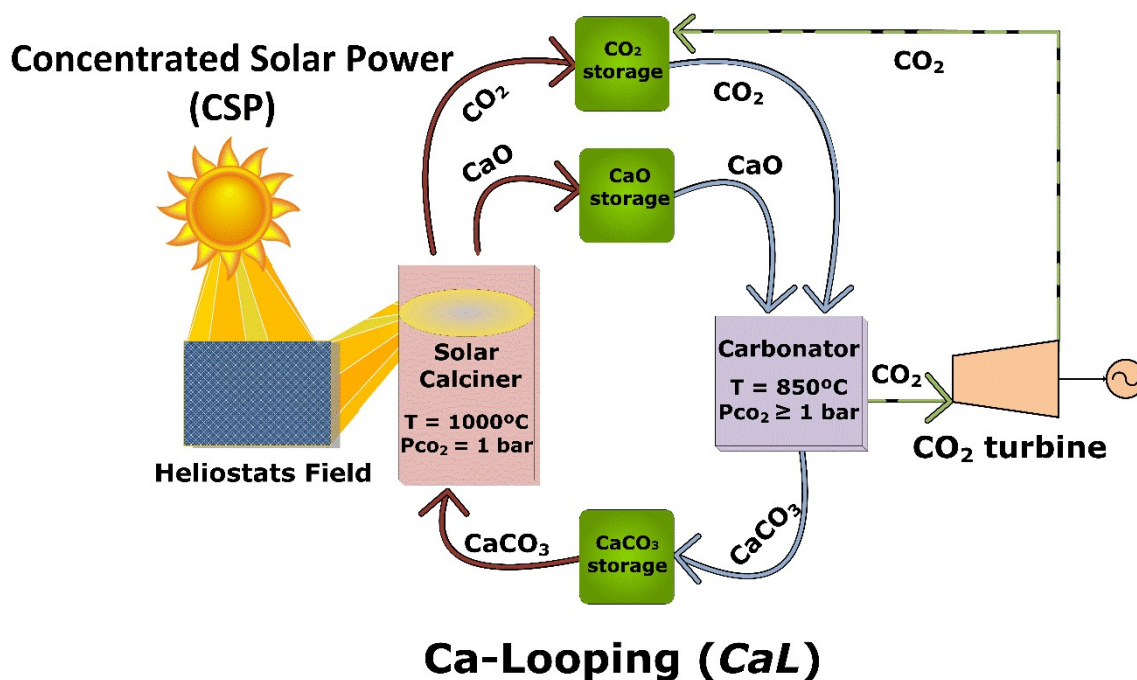 Concentrated Solar Power
(CSP)
CO₂
storage
CO₂
CO₂
CO₂
CaO
CaO
storage
CaO
Solar
Calciner
T = 1000ºC
Pco₂ = 1 bar
Carbonator
T = 850ºC
Pco₂ ≥ 1 bar
CO₂
CO₂ turbine
Heliostats Field
CaCO₃
CaCO₃
storage
CaCO₃
Ca-Looping (CaL)